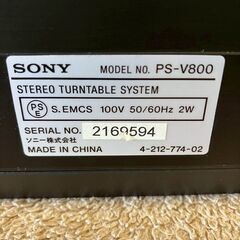 SONY MODEL NO. PS-V800
STEREO TURNTABLE SYSTEM
PSE S.EMCS 100V 50/60Hz 2W
SERIAL NO. 2169594
ソニー株式会社
MADE IN CHINA 4-212-774-02